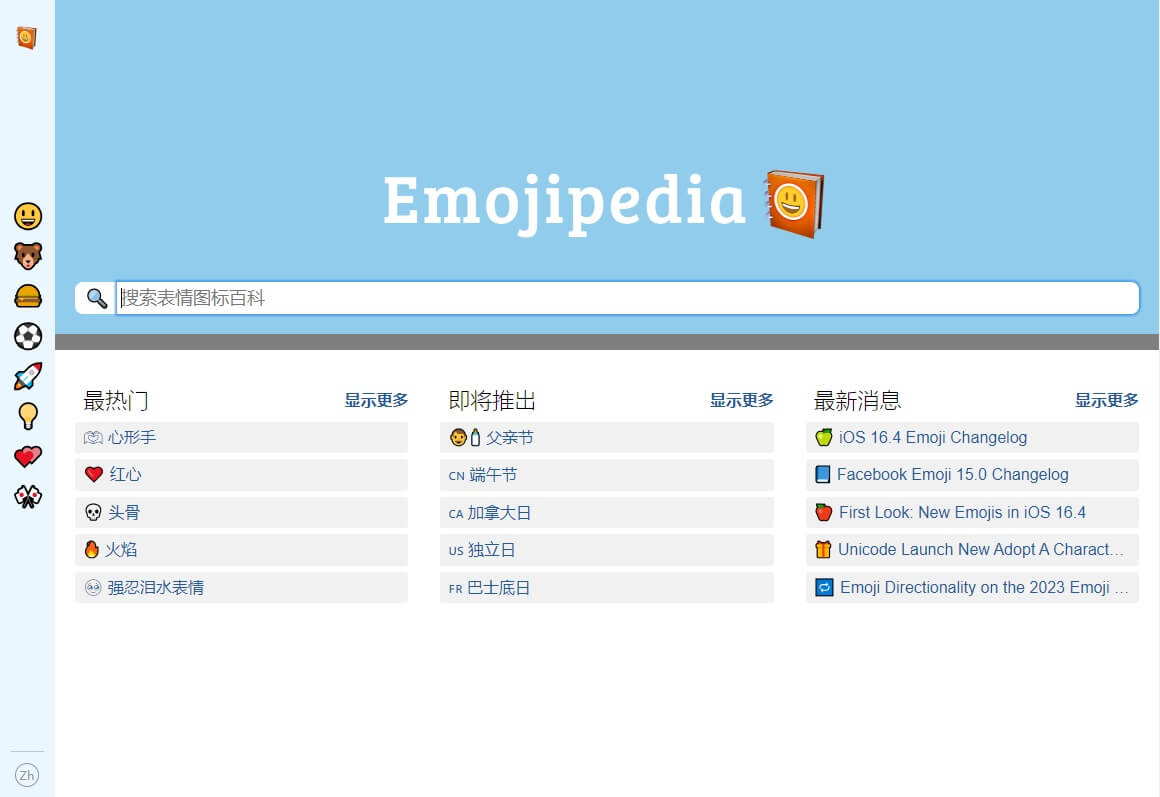 Emojipedia
搜索表情图标百科
最热门 显示更多
心形手
红心
头骨
火焰
强忍泪水表情
即将推出 显示更多
父亲节
CN 端午节
CA 加拿大日
US 独立日
FR 巴士底日
最新消息 显示更多
iOS 16.4 Emoji Changelog
Facebook Emoji 15.0 Changelog
First Look: New Emojis in iOS 16.4
Unicode Launch New Adopt A Charact…
Emoji Directionality on the 2023 Emoji …
Zh